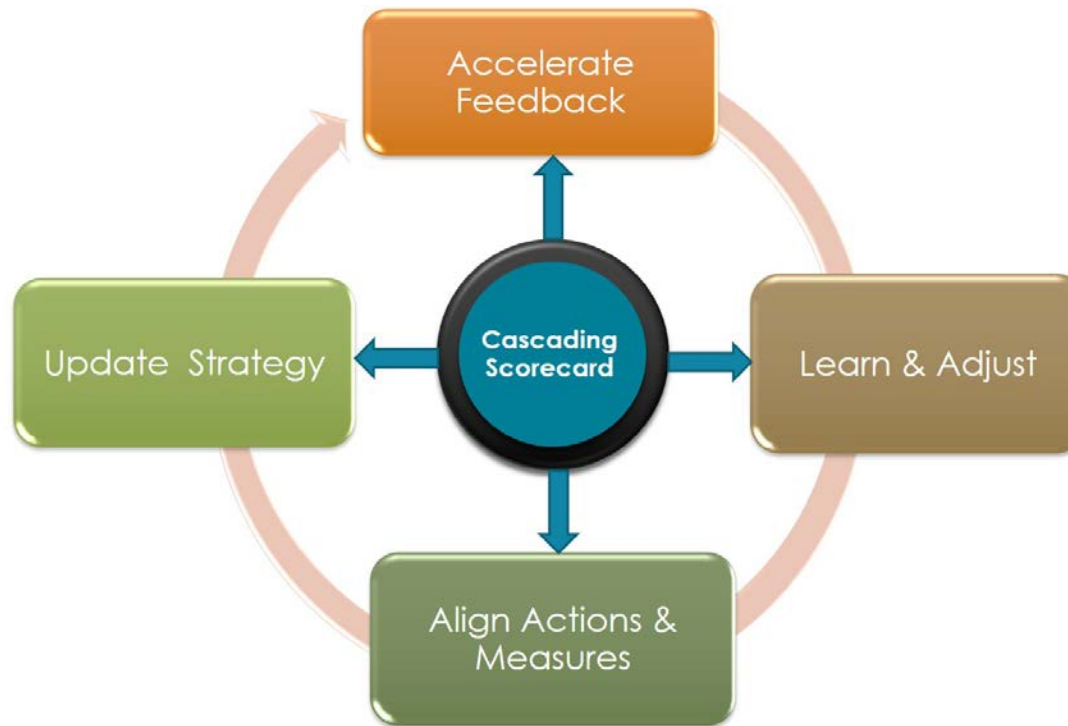 Accelerate
Feedback
Update Strategy
Cascading
Scorecard
Learn & Adjust
Align Actions &
Measures